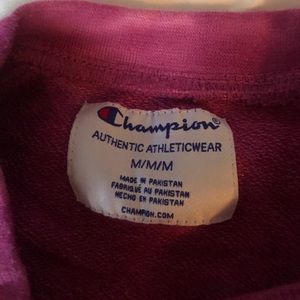 Champion®
AUTHENTIC ATHLETICWEAR
M/M/M
MADE IN PAKISTAN
FABRIQUÉ AU PAKISTAN
HECHO EN PAKISTAN
CHAMPION.COM